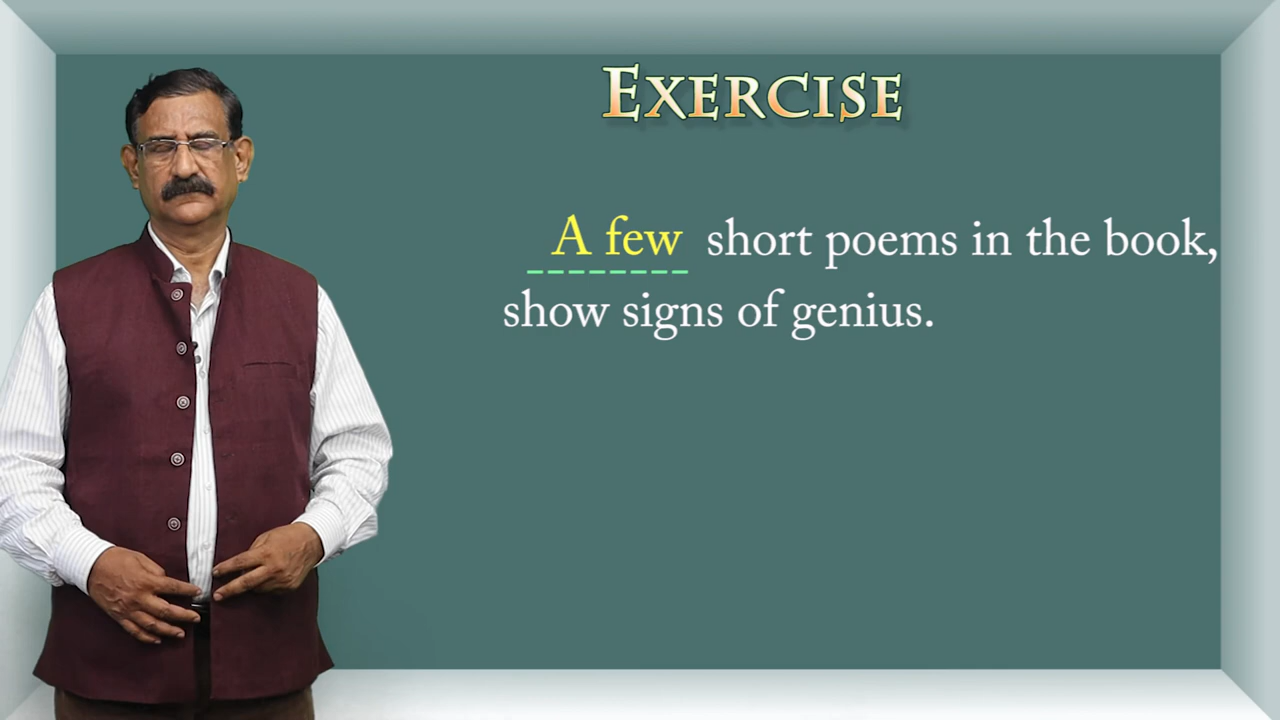 EXERCISE
A few short poems in the book,
show signs of genius.